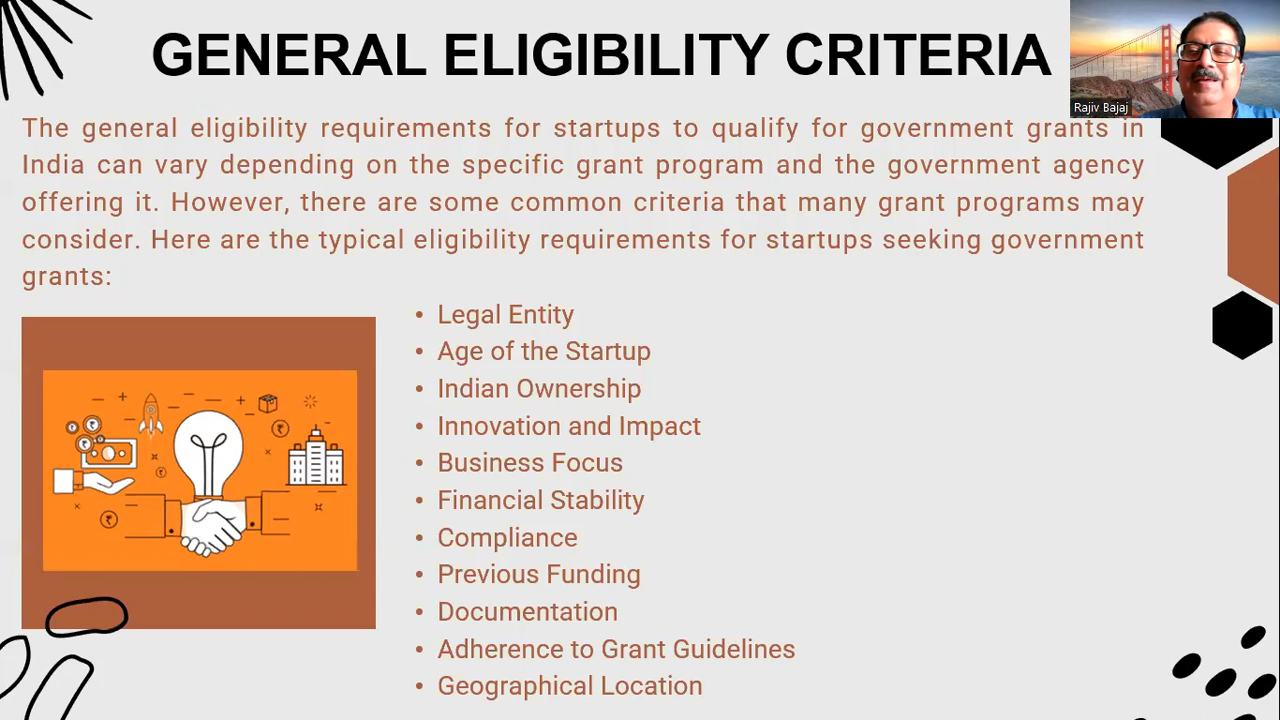 GENERAL ELIGIBILITY CRITERIA
Rajiv Bajaj
The general eligibility requirements for startups to qualify for government grants in
India can vary depending on the specific grant program and the government agency
offering it. However, there are some common criteria that many grant programs may
consider. Here are the typical eligibility requirements for startups seeking government
grants:
• Legal Entity
• Age of the Startup
• Indian Ownership
• Innovation and Impact
• Business Focus
• Financial Stability
• Compliance
• Previous Funding
• Documentation
• Adherence to Grant Guidelines
• Geographical Location